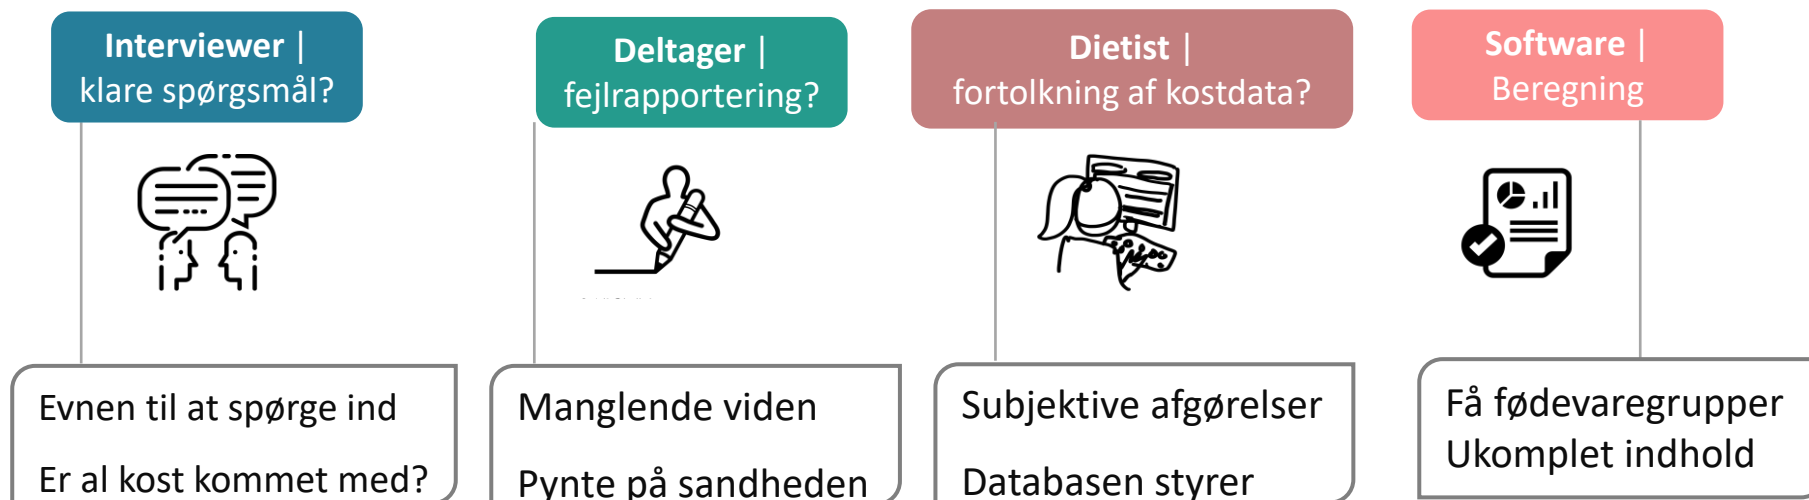 Interviewer |
klare spørgsmål?
Deltager |
fejlrapportering?
Dietist |
fortolkning af kostdata?
Software |
Beregning
Evnen til at spørge ind
Er al kost kommet med?
Manglende viden
Pynte på sandheden
Subjektive afgørelser
Databasen styrer
Få fødevaregrupper
Ukomplet indhold